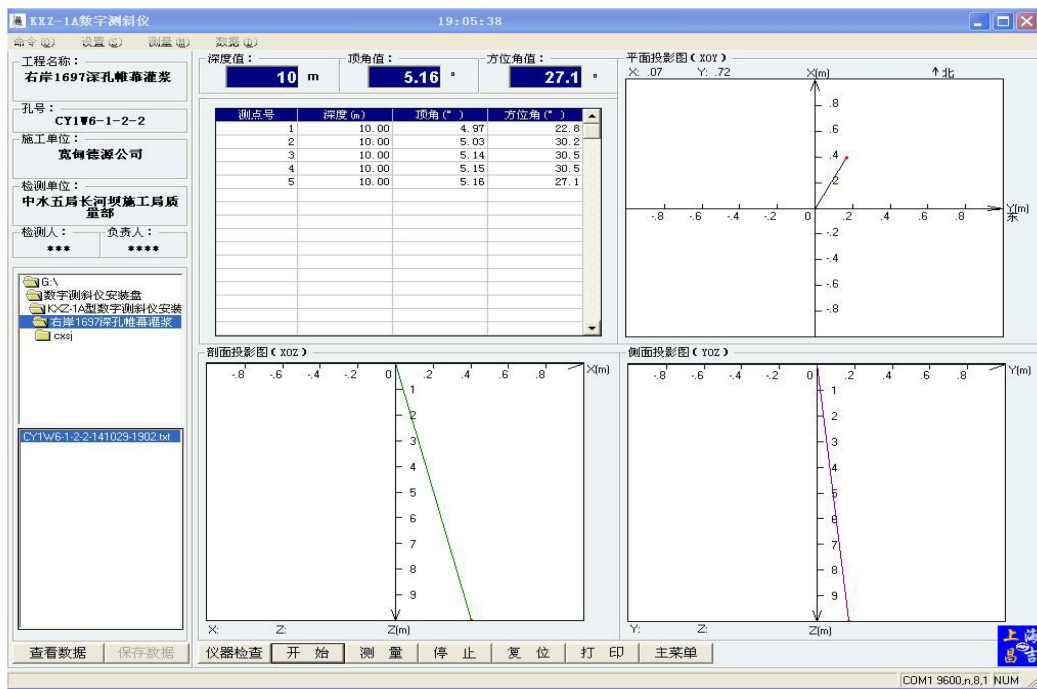 KXZ-1A数字测斜仪
19:05:38
命令(Q) 设置(S) 测量(M) 数据(D)
工程名称：
右岸1697深孔帷幕灌浆
孔号：
CY1W6-1-2-2
施工单位：
宽甸德源公司
检测单位：
中水五局长河坝施工局质
量部
检测人： 负责人：
*** ****
G:\
数字测斜仪安装盘
KXZ-1A型数字测斜仪安装
右岸1697深孔帷幕灌浆
cxsj
CY1W6-1-2-2-141029-1902.txt
查看数据 保存数据
深度值： 顶角值： 方位角值：
10 m 5.16 ° 27.1 °
测点号 深度(m) 顶角(°) 方位角(°)
1 10.00 4.97 22.8
2 10.00 5.03 30.2
3 10.00 5.14 30.5
4 10.00 5.15 30.5
5 10.00 5.16 27.1
平面投影图(XOY)
X: .07 Y: .72 X(m) 北
.8
.6
.4
.2
-.8 -.6 -.4 -.2 0 .2 .4 .6 .8 Y(m)
东
-.2
-.4
-.6
-.8
剖面投影图(XOZ)
-.8 -.6 -.4 -.2 0 .2 .4 .6 .8 X(m)
1
2
3
4
5
6
7
8
9
X: Z: Z(m)
侧面投影图(YOZ)
-.8 -.6 -.4 -.2 0 .2 .4 .6 .8 Y(m)
1
2
3
4
5
6
7
8
9
Y: Z: Z(m)
仪器检查 开 始 测 量 停 止 复 位 打 印 主菜单
上海
昌吉
COM1 9600,n,8,1 NUM